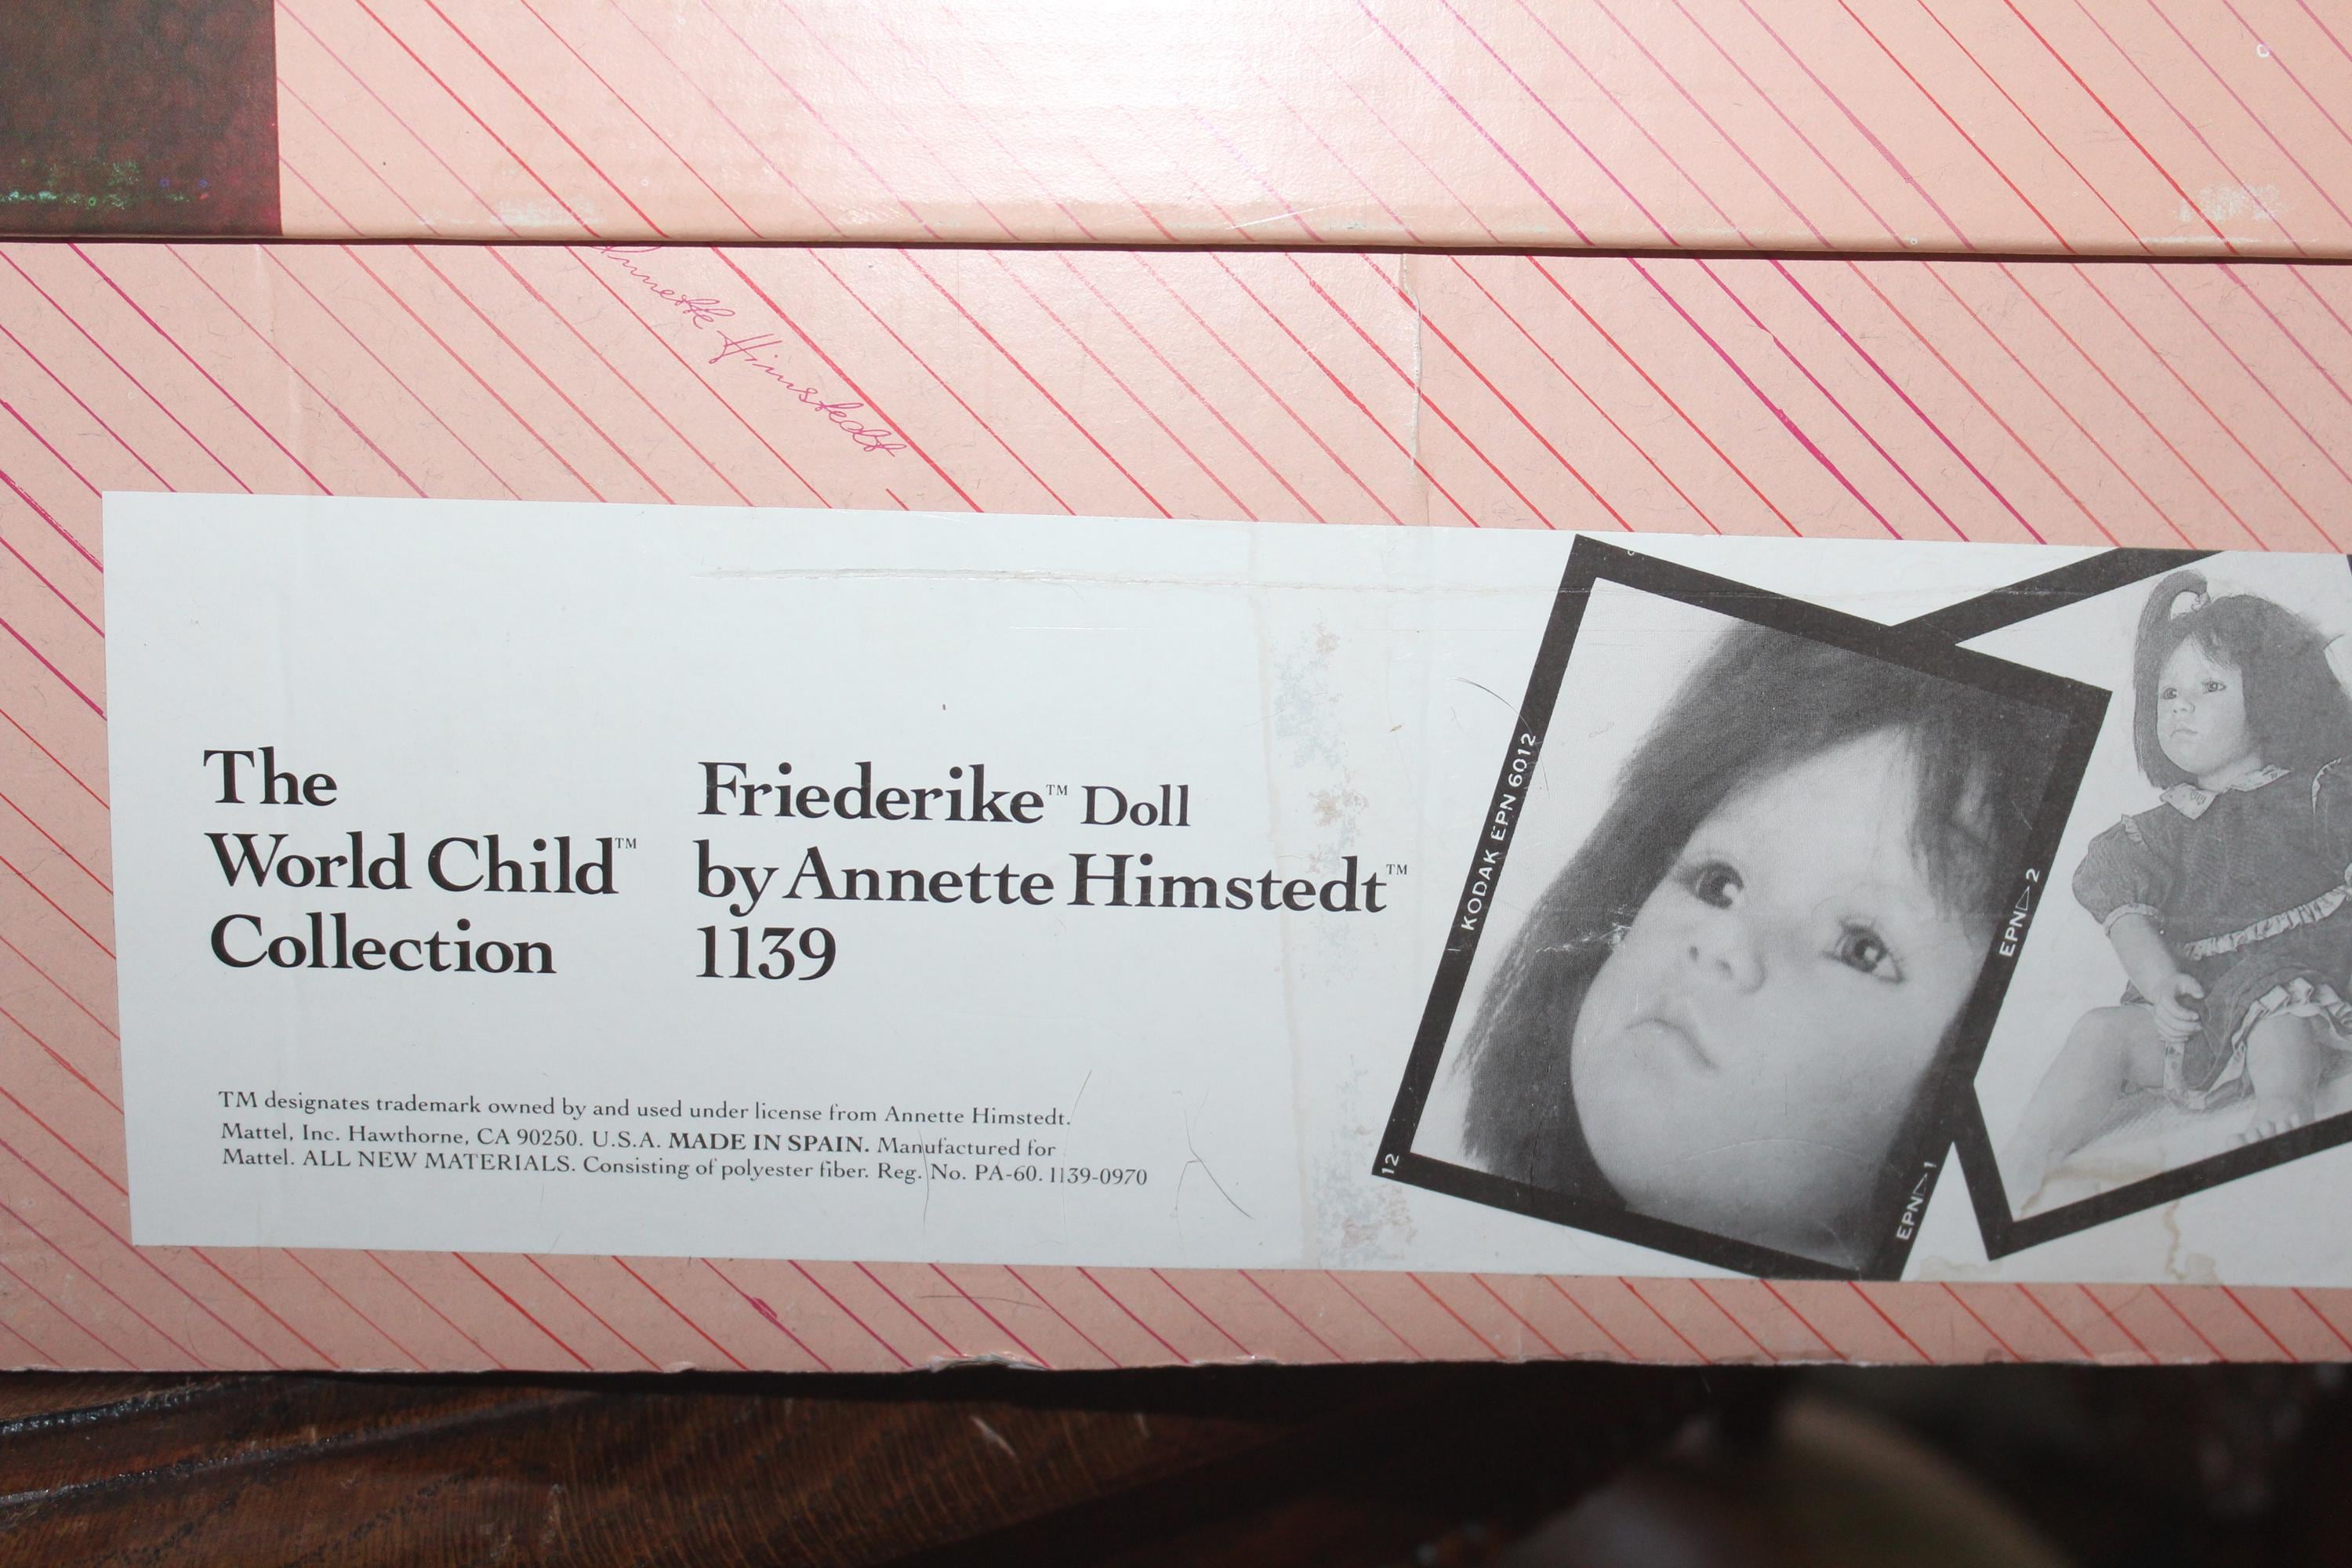 Annette Himstedt
The
World Child™
Collection
Friederike™ Doll
by Annette Himstedt™
1139
TM designates trademark owned by and used under license from Annette Himstedt.
Mattel, Inc. Hawthorne, CA 90250. U.S.A. MADE IN SPAIN. Manufactured for
Mattel. ALL NEW MATERIALS. Consisting of polyester fiber. Reg. No. PA-60. 1139-0970
KODAK EPN 6012
12
EPN▷2
EPN▷1